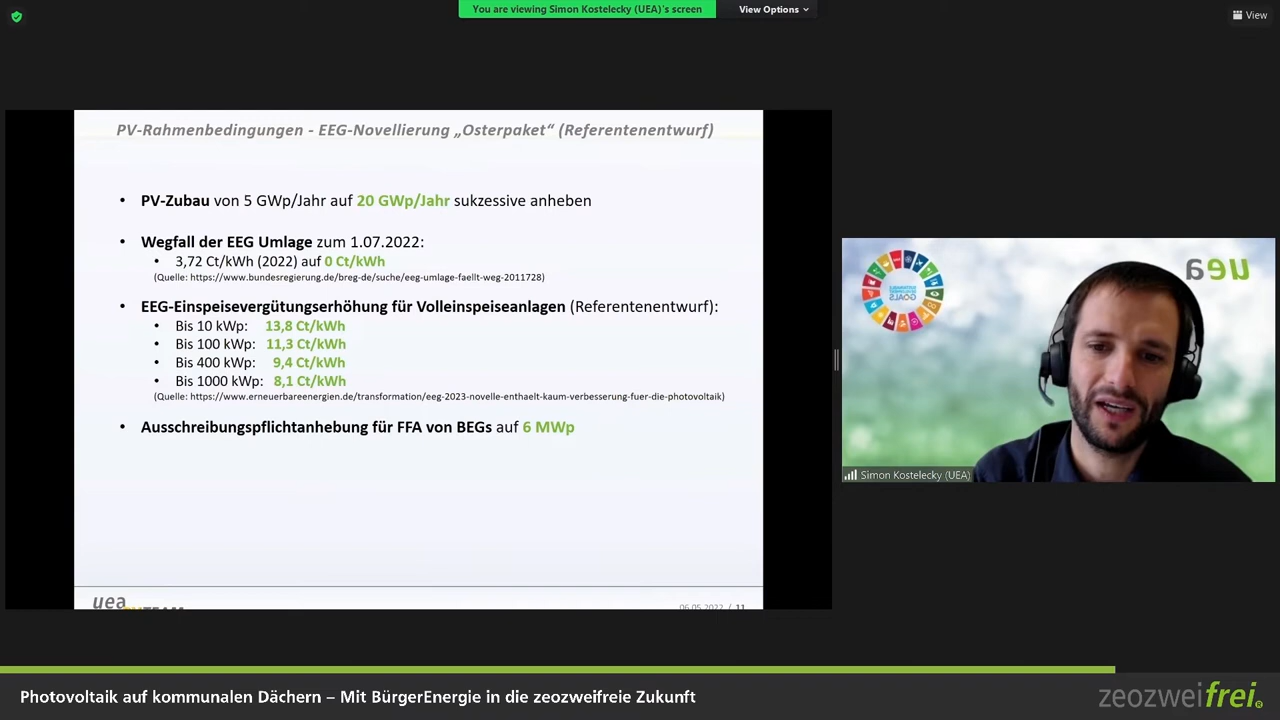 You are viewing Simon Kostelecky (UEA)'s screen
View Options
View
PV-Rahmenbedingungen - EEG-Novellierung „Osterpaket“ (Referentenentwurf)
• PV-Zubau von 5 GWp/Jahr auf 20 GWp/Jahr sukzessive anheben
• Wegfall der EEG Umlage zum 1.07.2022:
• 3,72 Ct/kWh (2022) auf 0 Ct/kWh
(Quelle: https://www.bundesregierung.de/breg-de/suche/eeg-umlage-faellt-weg-2011728)
• EEG-Einspeisevergütungserhöhung für Volleinspeiseanlagen (Referentenentwurf):
• Bis 10 kWp: 13,8 Ct/kWh
• Bis 100 kWp: 11,3 Ct/kWh
• Bis 400 kWp: 9,4 Ct/kWh
• Bis 1000 kWp: 8,1 Ct/kWh
(Quelle: https://www.erneuerbareenergien.de/transformation/eeg-2023-novelle-enthaelt-kaum-verbesserung-fuer-die-photovoltaik)
• Ausschreibungspflichtanhebung für FFA von BEGs auf 6 MWp
uea
06.05.2022 / 11
uea
GOALS
Simon Kostelecky (UEA)
Photovoltaik auf kommunalen Dächern – Mit BürgerEnergie in die zeozweifreie Zukunft
zeozweifrei.